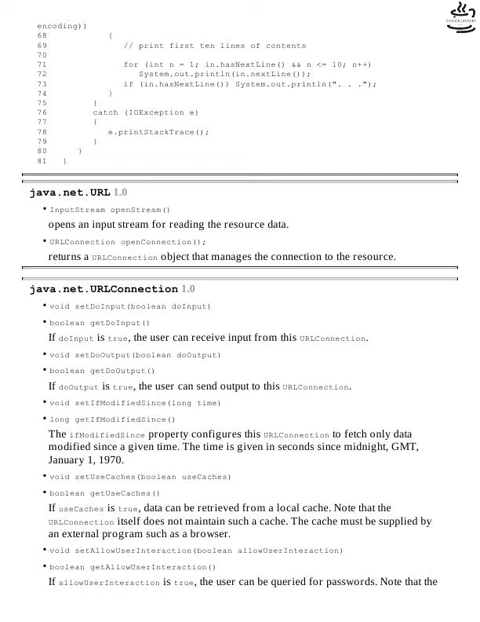 encoding))
68 {
69 // print first ten lines of contents
70
71 for (int n = 1; in.hasNextLine() && n <= 10; n++)
72 System.out.println(in.nextLine());
73 if (in.hasNextLine()) System.out.println(". . .");
74 }
75 }
76 catch (IOException e)
77 {
78 e.printStackTrace();
79 }
80 }
81 }
java.net.URL 1.0
• InputStream openStream()
opens an input stream for reading the resource data.
• URLConnection openConnection();
returns a URLConnection object that manages the connection to the resource.
java.net.URLConnection 1.0
• void setDoInput(boolean doInput)
• boolean getDoInput()
If doInput is true, the user can receive input from this URLConnection.
• void setDoOutput(boolean doOutput)
• boolean getDoOutput()
If doOutput is true, the user can send output to this URLConnection.
• void setIfModifiedSince(long time)
• long getIfModifiedSince()
The ifModifiedSince property configures this URLConnection to fetch only data
modified since a given time. The time is given in seconds since midnight, GMT,
January 1, 1970.
• void setUseCaches(boolean useCaches)
• boolean getUseCaches()
If useCaches is true, data can be retrieved from a local cache. Note that the
URLConnection itself does not maintain such a cache. The cache must be supplied by
an external program such as a browser.
• void setAllowUserInteraction(boolean allowUserInteraction)
• boolean getAllowUserInteraction()
If allowUserInteraction is true, the user can be queried for passwords. Note that the